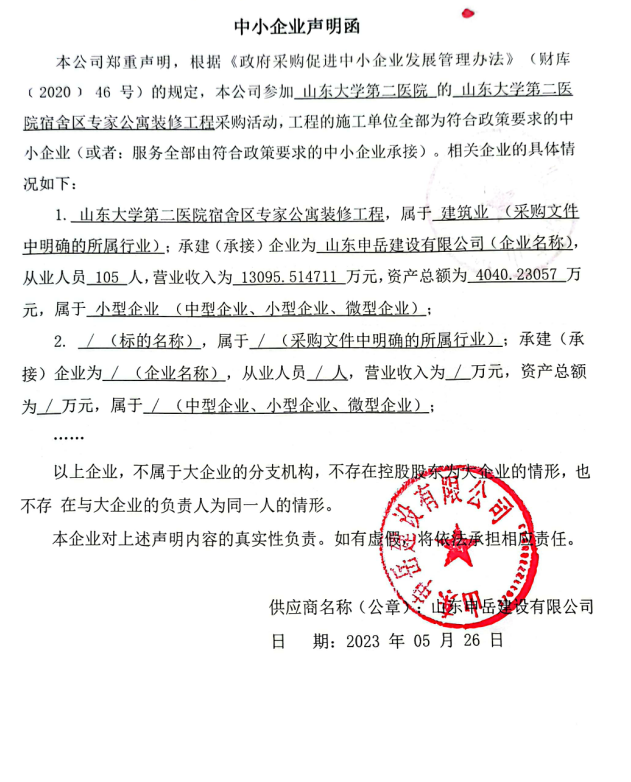 中小企业声明函
本公司郑重声明，根据《政府采购促进中小企业发展管理办法》（财库
（2020）46 号）的规定，本公司参加 山东大学第二医院 的 山东大学第二医
院宿舍区专家公寓装修工程采购活动，工程的施工单位全部为符合政策要求的中
小企业（或者：服务全部由符合政策要求的中小企业承接）。相关企业的具体情
况如下：
1. 山东大学第二医院宿舍区专家公寓装修工程，属于 建筑业 （采购文件
中明确的所属行业）；承建（承接）企业为 山东申岳建设有限公司（企业名称），
从业人员 105 人，营业收入为 13095.514711 万元，资产总额为 4040.23057 万
元，属于 小型企业 （中型企业、小型企业、微型企业）；
2. / （标的名称），属于 / （采购文件中明确的所属行业）；承建（承
接）企业为 / （企业名称），从业人员 / 人，营业收入为 / 万元，资产总额
为 / 万元，属于 / （中型企业、小型企业、微型企业）；
……
以上企业，不属于大企业的分支机构，不存在控股股东为大企业的情形，也
不存 在与大企业的负责人为同一人的情形。
本企业对上述声明内容的真实性负责。如有虚假，将依法承担相应责任。
山东申岳建设有限公司
供应商名称（公章）：山东申岳建设有限公司
日 期：2023 年 05 月 26 日